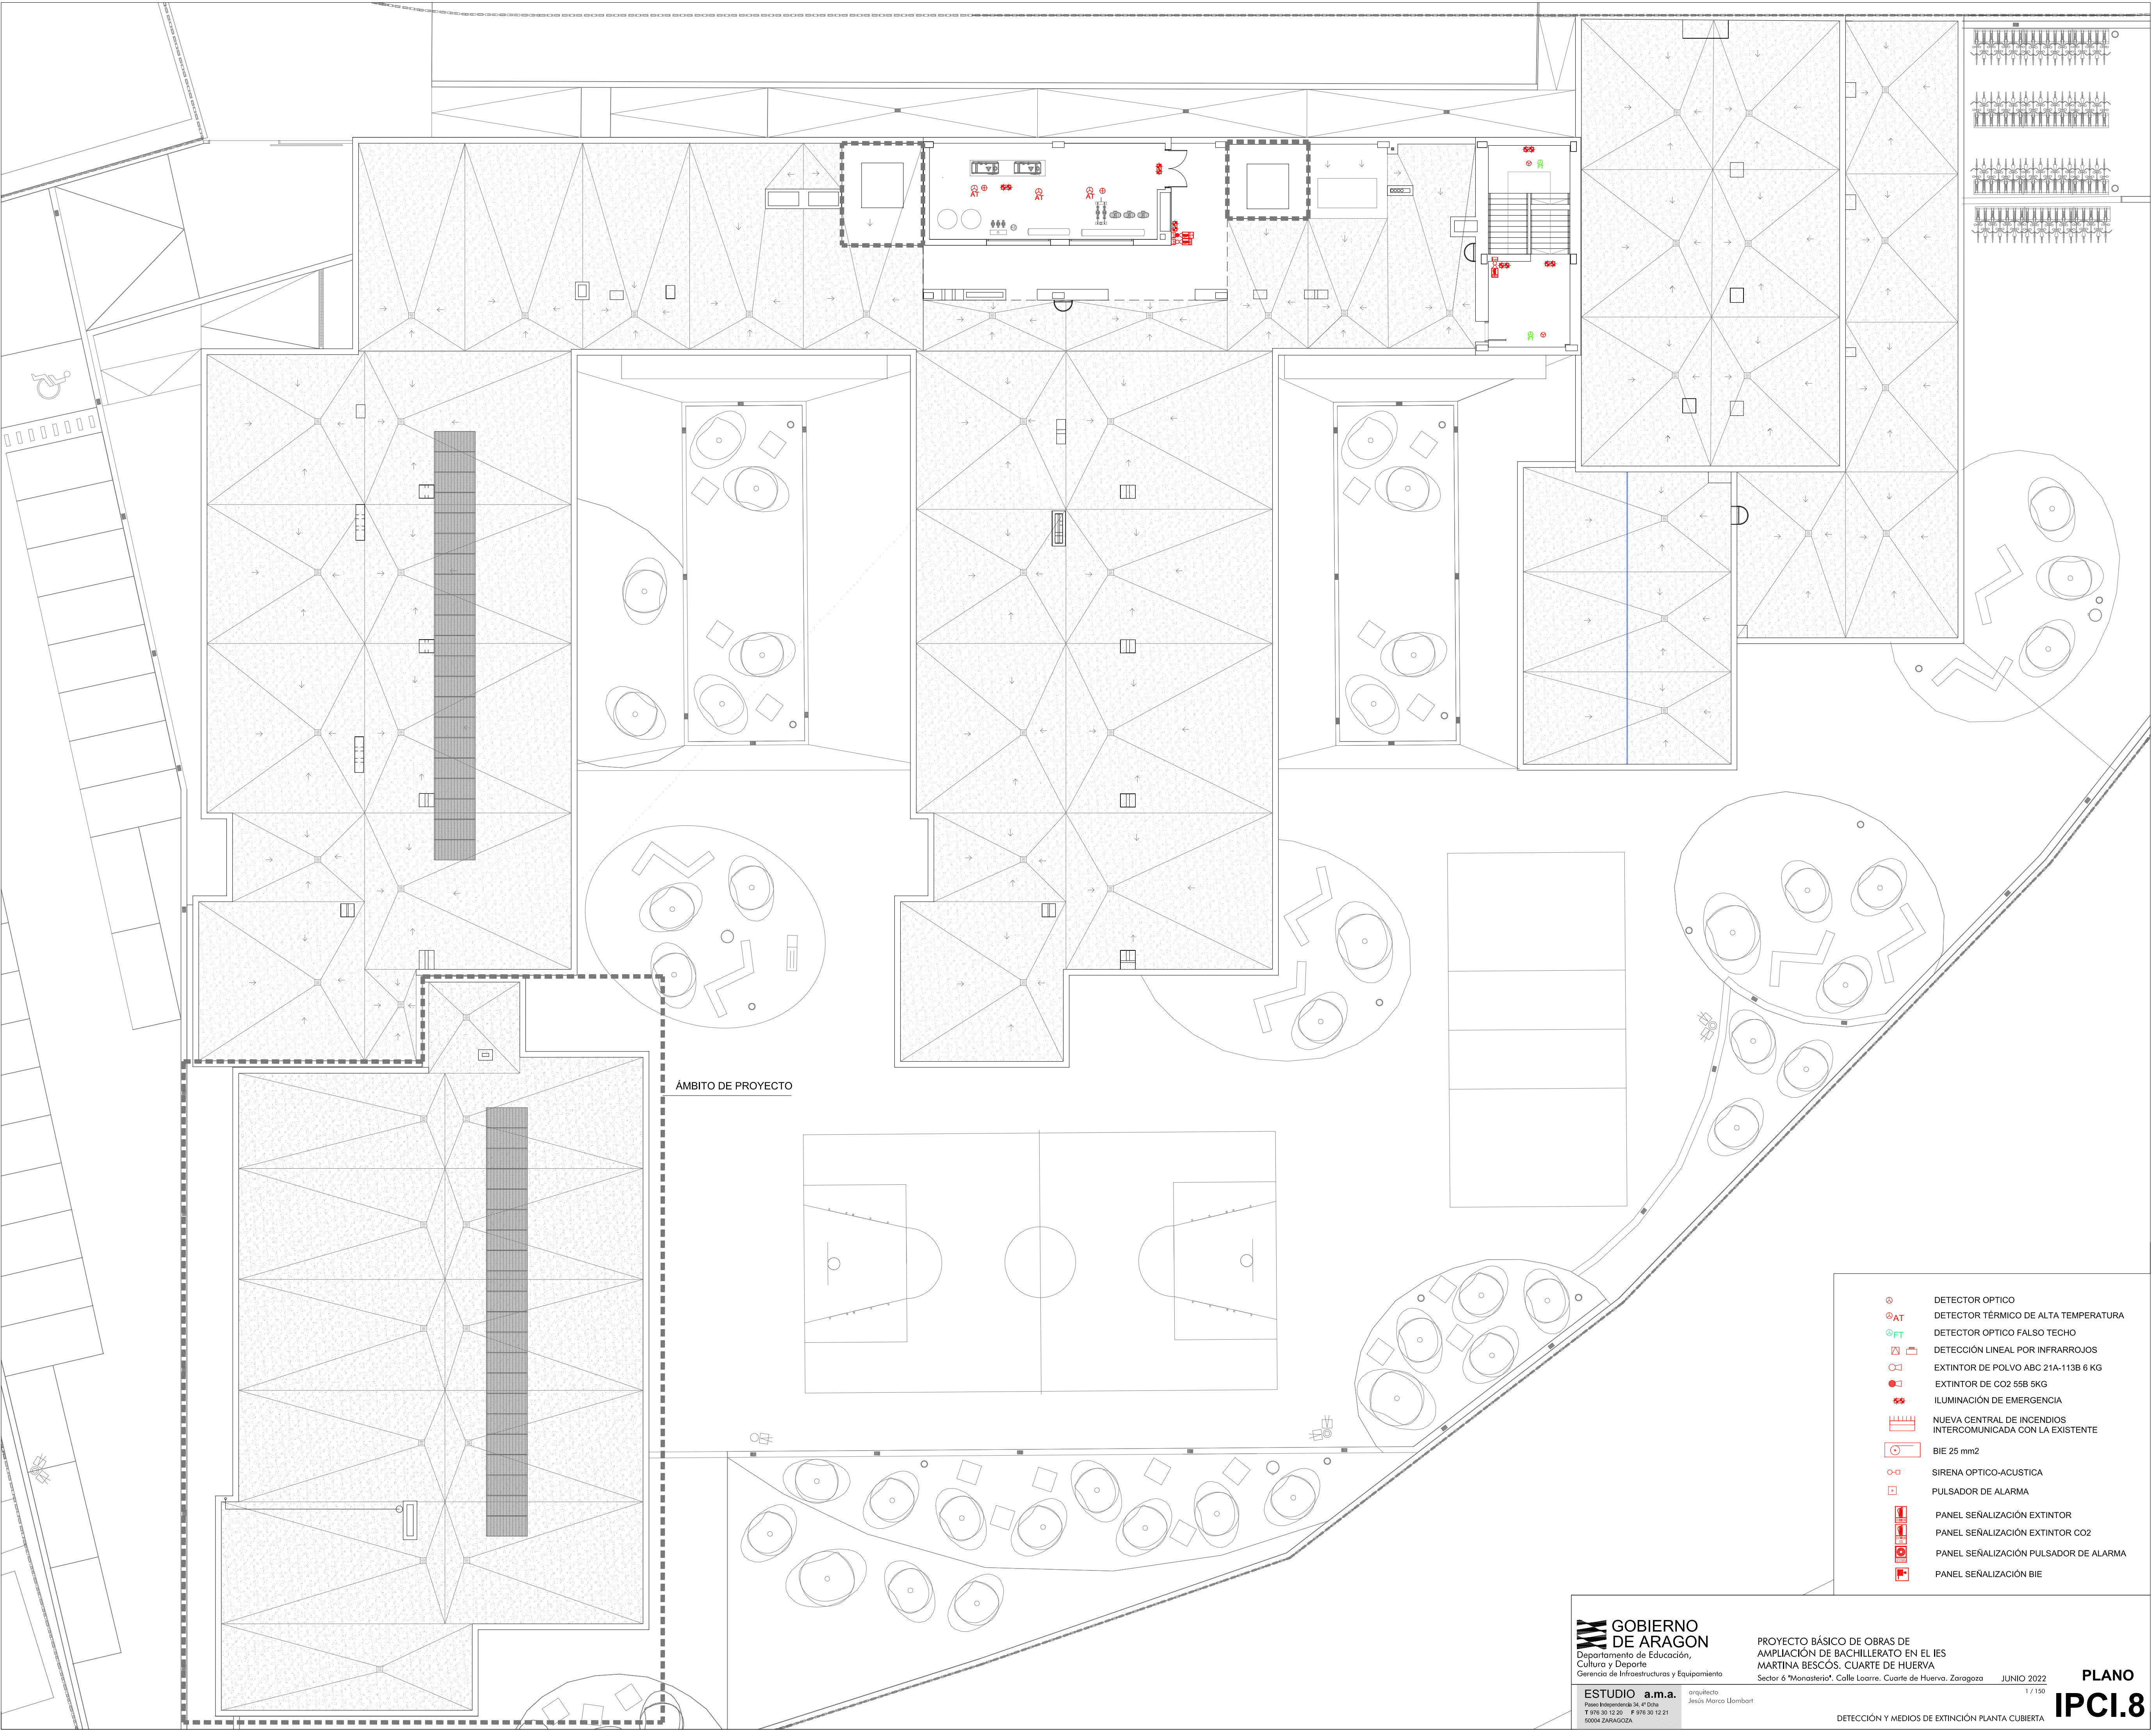 AT
AT
AT
ÁMBITO DE PROYECTO
DETECTOR OPTICO
AT DETECTOR TÉRMICO DE ALTA TEMPERATURA
FT DETECTOR OPTICO FALSO TECHO
DETECCIÓN LINEAL POR INFRARROJOS
EXTINTOR DE POLVO ABC 21A-113B 6 KG
EXTINTOR DE CO2 55B 5KG
ILUMINACIÓN DE EMERGENCIA
NUEVA CENTRAL DE INCENDIOS
INTERCOMUNICADA CON LA EXISTENTE
BIE 25 mm2
SIRENA OPTICO-ACUSTICA
PULSADOR DE ALARMA
PANEL SEÑALIZACIÓN EXTINTOR
PANEL SEÑALIZACIÓN EXTINTOR CO2
PANEL SEÑALIZACIÓN PULSADOR DE ALARMA
PANEL SEÑALIZACIÓN BIE
GOBIERNO
DE ARAGON
Departamento de Educación,
Cultura y Deporte
Gerencia de Infraestructuras y Equipamiento
PROYECTO BÁSICO DE OBRAS DE
AMPLIACIÓN DE BACHILLERATO EN EL IES
MARTINA BESCÓS. CUARTE DE HUERVA
Sector 6 "Monasterio". Calle Loarre. Cuarte de Huerva. Zaragoza JUNIO 2022
ESTUDIO a.m.a.
Paseo Independencia 34, 4º Dcha
T 976 30 12 20 F 976 30 12 21
50004 ZARAGOZA
arquitecto
Jesús Marco Llombart
1 / 150
DETECCIÓN Y MEDIOS DE EXTINCIÓN PLANTA CUBIERTA
PLANO
IPCI.8